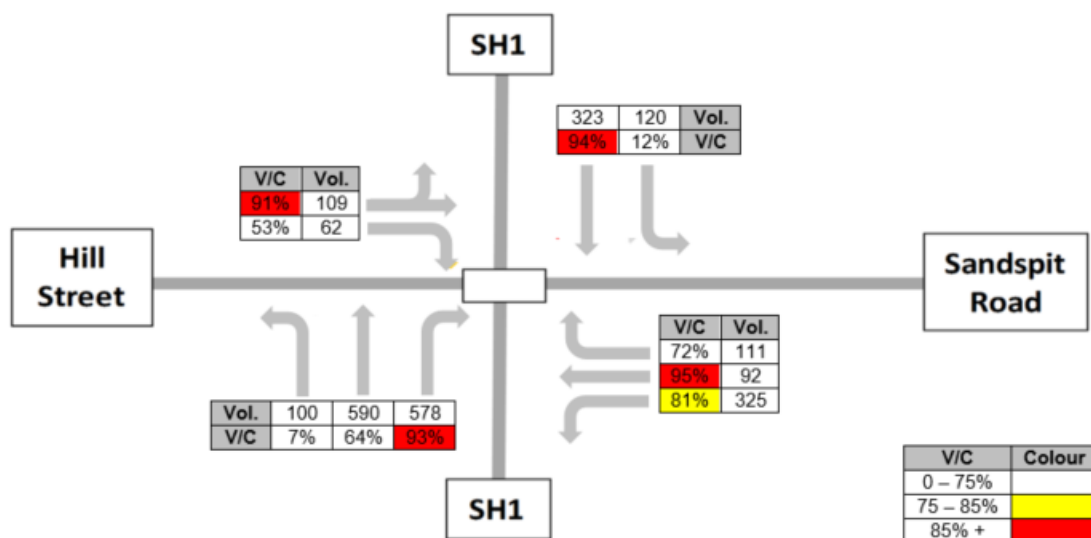 SH1
323 120 Vol.
94% 12% V/C
V/C Vol.
91% 109
53% 62
Hill
Street
Sandspit
Road
V/C Vol.
72% 111
95% 92
81% 325
Vol. 100 590 578
V/C 7% 64% 93%
SH1
V/C Colour
0 – 75%
75 – 85%
85% +